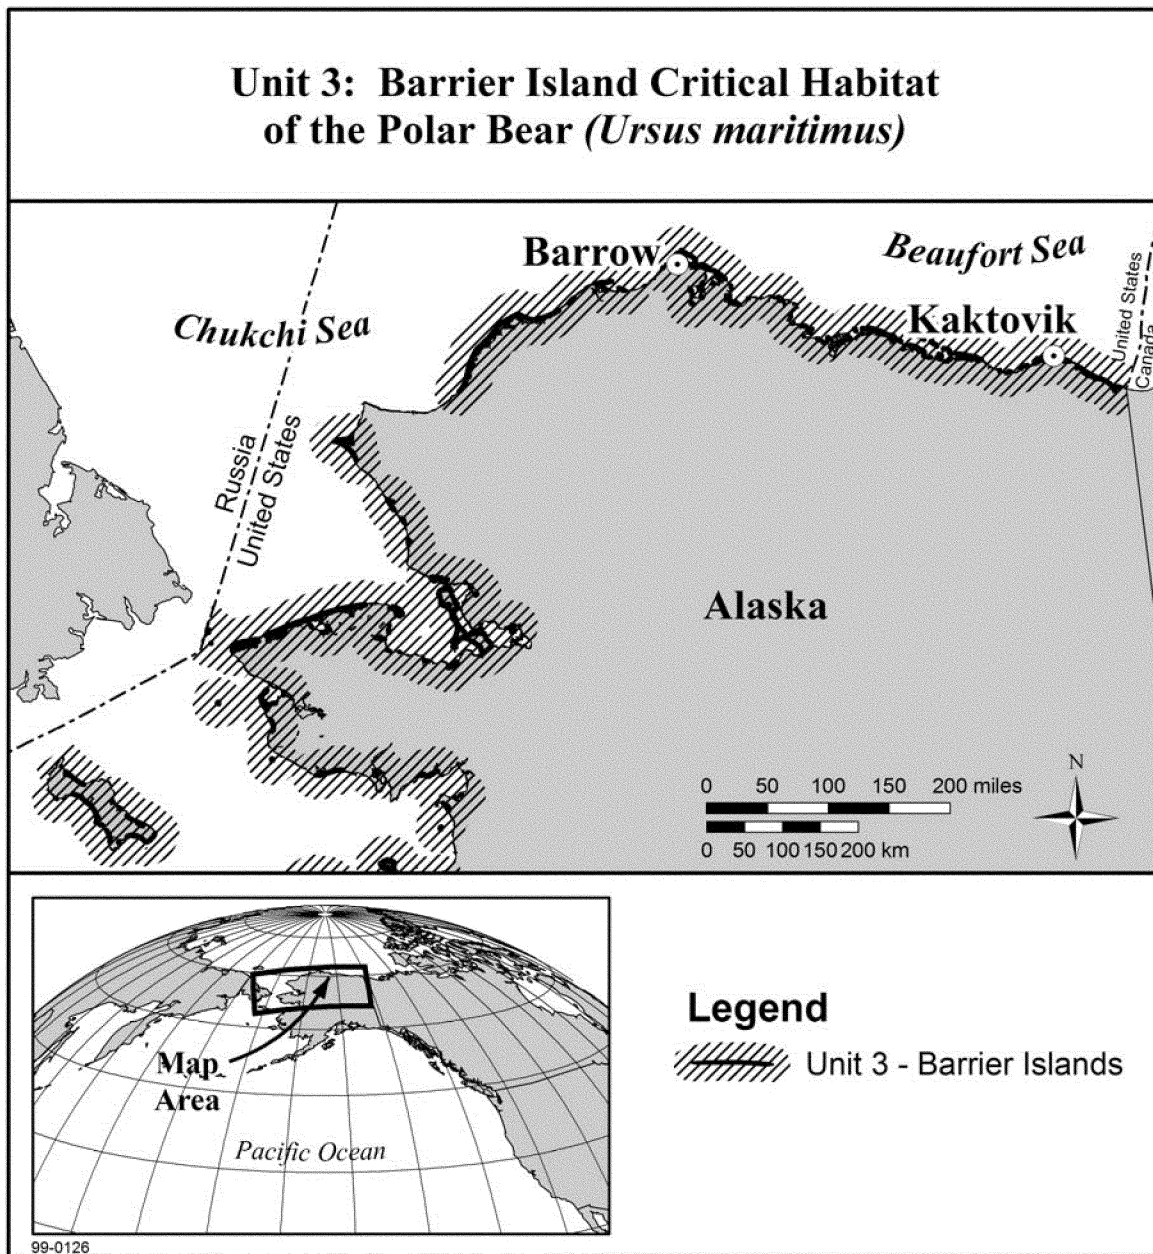 Unit 3: Barrier Island Critical Habitat
of the Polar Bear (Ursus maritimus)
Barrow
Beaufort Sea
Chukchi Sea
Kaktovik
United States
Canada
Russia
United States
Alaska
N
0 50 100 150 200 miles
0 50 100 150 200 km
Map
Area
Pacific Ocean
Legend
Unit 3 - Barrier Islands
99-0126